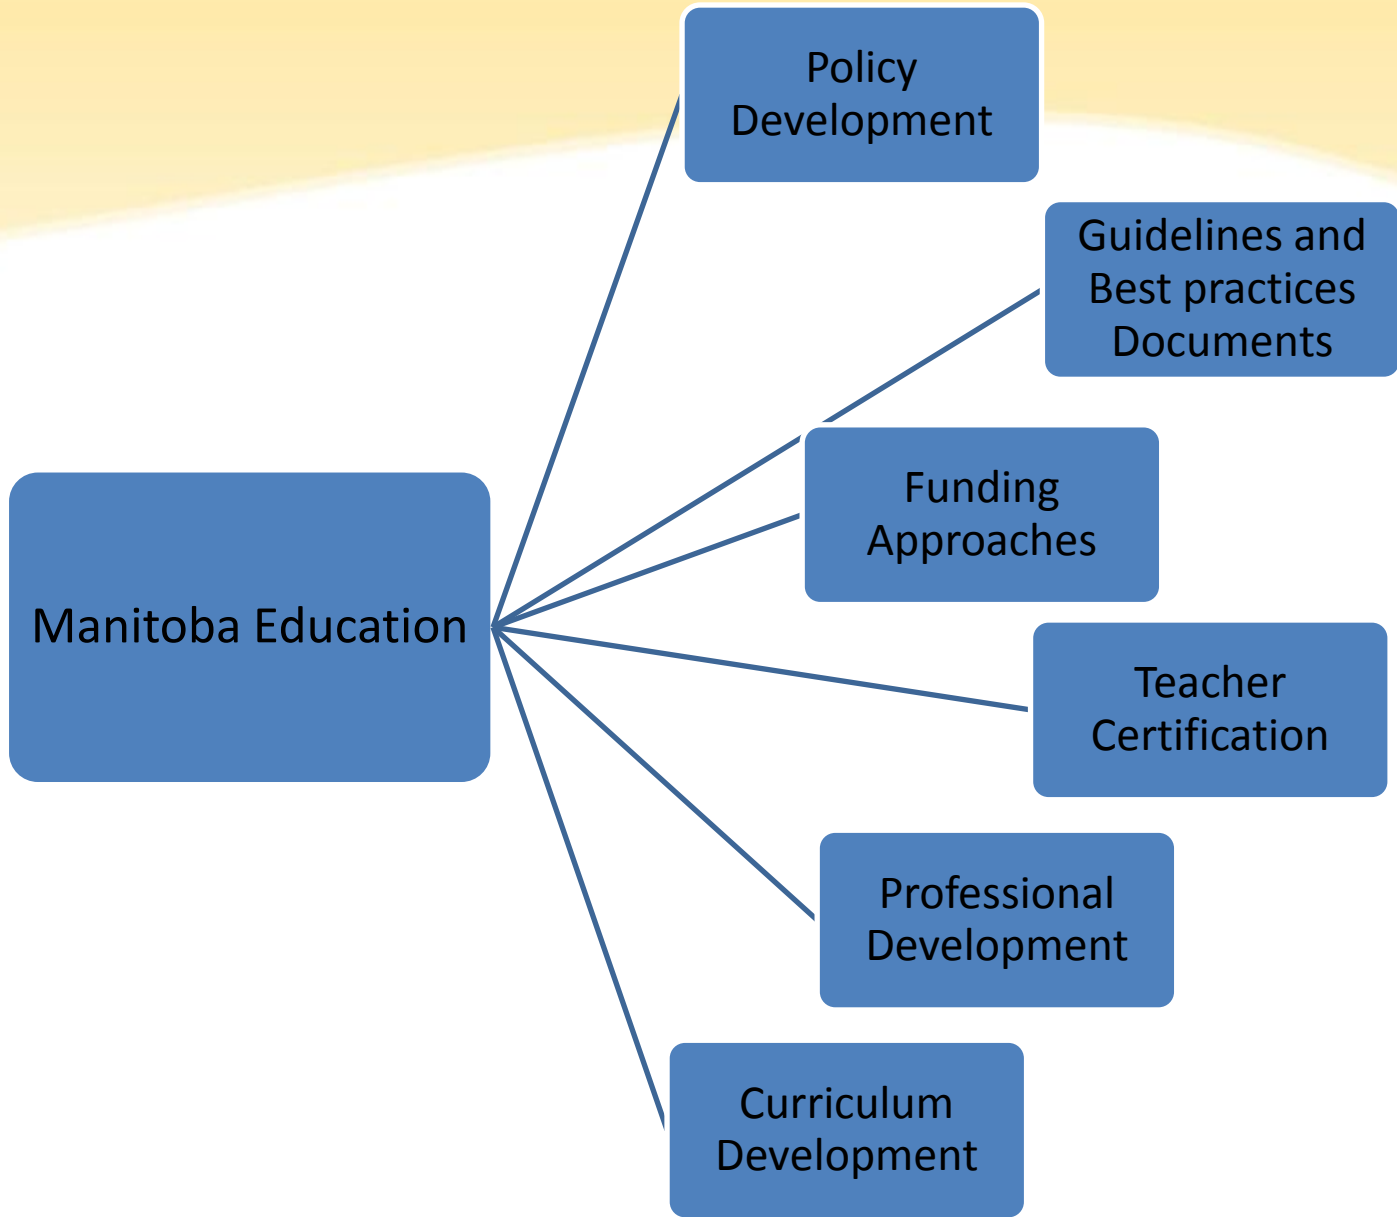 Policy
Development
Guidelines and
Best practices
Documents
Funding
Approaches
Manitoba Education
Teacher
Certification
Professional
Development
Curriculum
Development